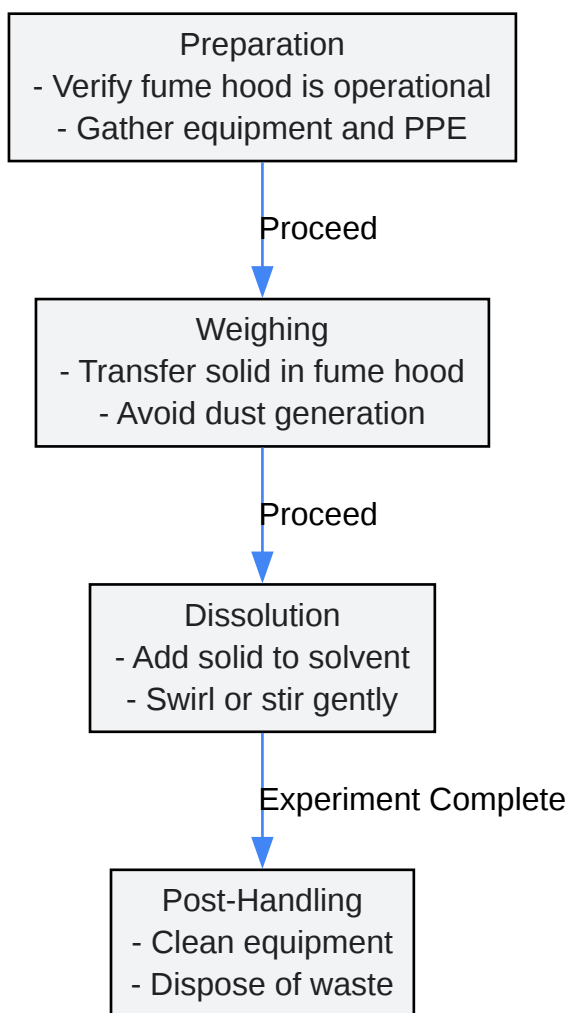 Preparation
- Verify fume hood is operational
- Gather equipment and PPE
Proceed
Weighing
- Transfer solid in fume hood
- Avoid dust generation
Proceed
Dissolution
- Add solid to solvent
- Swirl or stir gently
Experiment Complete
Post-Handling
- Clean equipment
- Dispose of waste